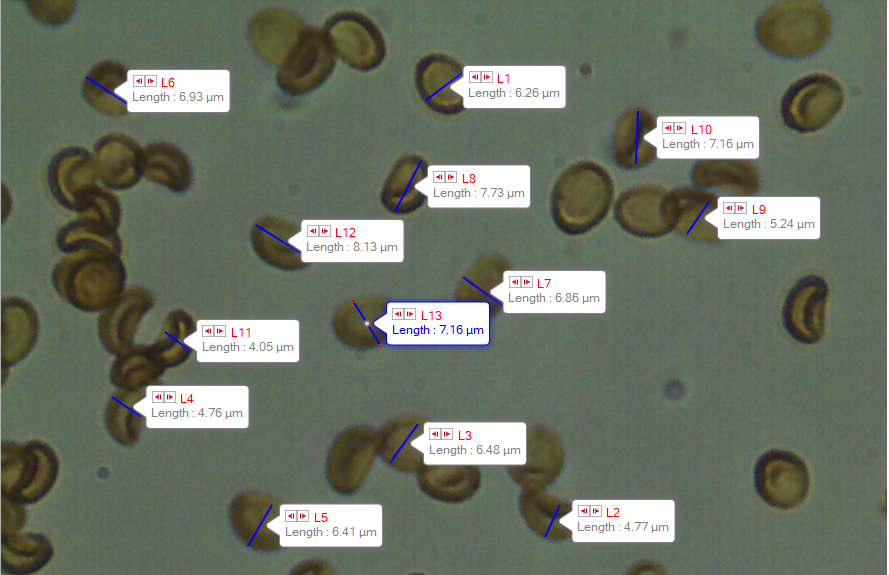 L1
Length : 6.26 μm
L6
Length : 6.93 μm
L10
Length : 7.16 μm
L8
Length : 7.73 μm
L9
Length : 5.24 μm
L12
Length : 8.13 μm
L7
Length : 6.86 μm
L13
Length : 7.16 μm
L11
Length : 4.05 μm
L4
Length : 4.76 μm
L3
Length : 6.48 μm
L2
Length : 4.77 μm
L5
Length : 6.41 μm